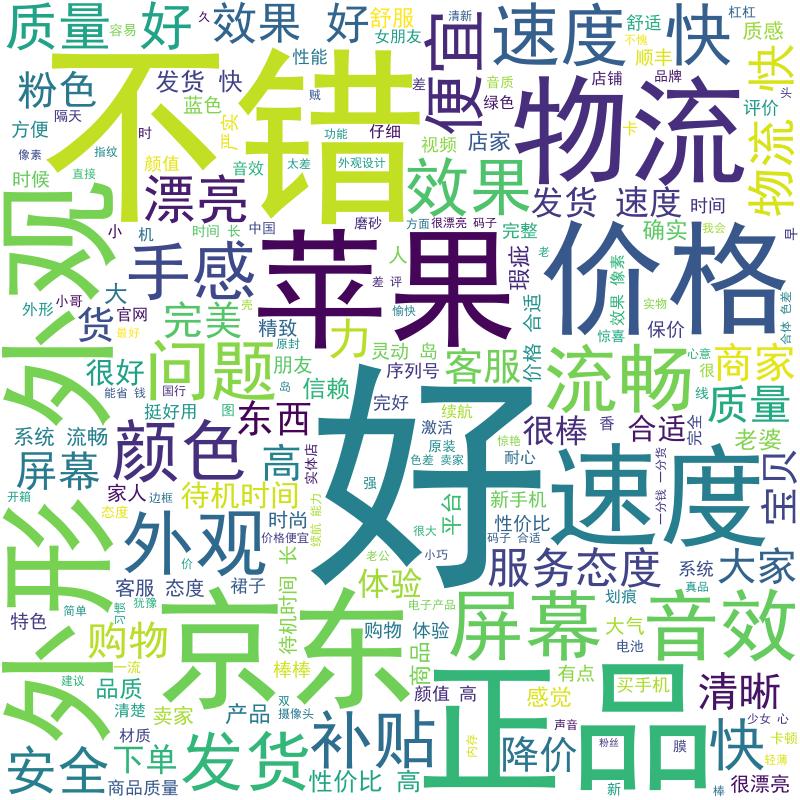 质量 好
效果 好
舒服
便宜
速度 快
质感
快
久
容易
清新
女朋友
性能
舒适
不愧
顺丰
杠杠
粉色
发货 快
蓝色
不错
差
音质
绿色
店铺
品牌
头
物流
物流
隔天
方便
时
贼
严实
功能
仔细
视频
店家
卡
评价
像素
指纹
直接
颜值
音效
太差
外观设计
效果
时候
漂亮
发货 速度
时间
外观
小
机
时间 长
中国
磨砂
方面
很漂亮
码子
完整
确实
我会
早
手感
苹果
人
瑕疵
老
价格
外形
小哥
大
官网
壳
差 评
愉快
效果 像素
实物
合体
色差
货
最好
完美
精致
原封
力
灵动 岛
客服
价格 合适
惊喜
保价
心意
很好
问题
朋友
序列号
流畅
很
商家
能省 钱
国行
岛
信赖
线
质量
挺好用
图
东西
完好
续航
激活
很棒
香
合适
完全
系统 流畅
颜色
高
实体店
好
原装
惊艳
色差
卖家
耐心
老婆
屏幕
家人
待机时间
强
速度
一分钱 一分货
宝贝
开箱
边框
态度
时尚
续航 能力
平台
新手机
性价比
外形
外观
价
价格便宜
很大
码子 合适
老公
小巧
服务态度
系统
大家
真品
客服 态度
裙子
待机时间 长
体验
特色
简单
犹豫
电子产品
划痕
购物
京东
购物 体验
屏幕
大气
音效
电池
一流
建议
棒棒
商品
有点
品质
清楚
卖家
产品
双
摄像头
颜值 高
感觉
买手机
清晰
少女 心
材质
补贴
正品
声音
粉丝
膜
快
卡顿
安全
下单
发货
降价
内存
轻薄
商品质量
性价比 高
新
棒
很漂亮